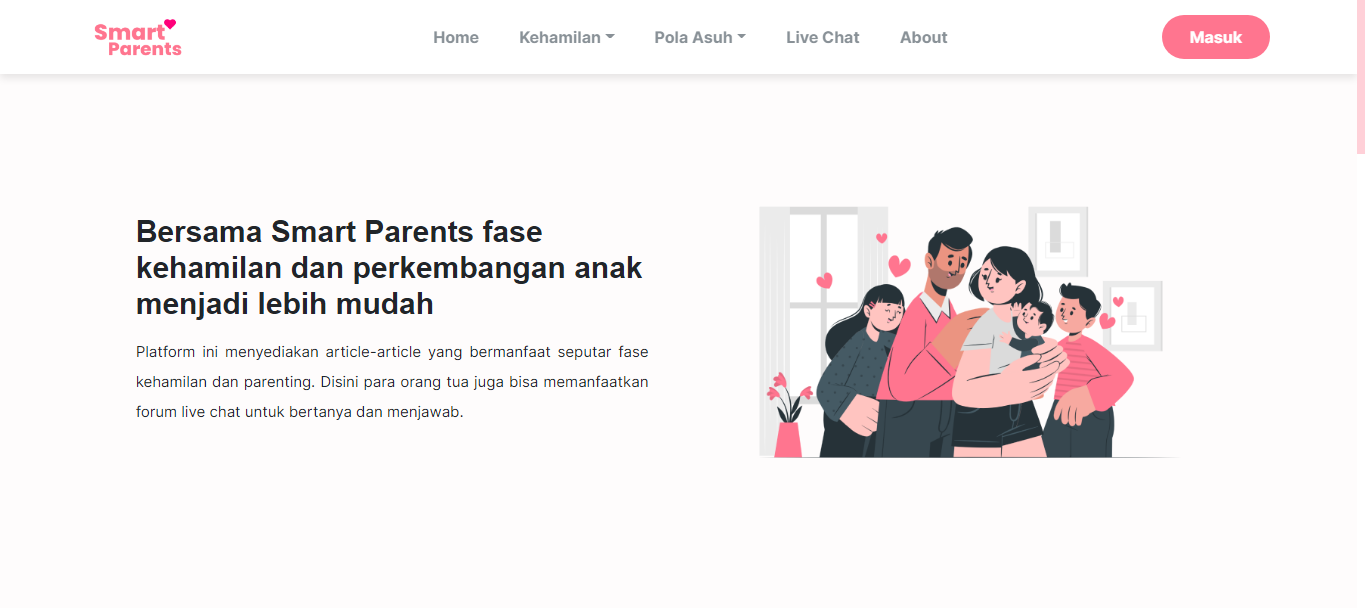 Smart
Parents
Home
Kehamilan
Pola Asuh
Live Chat
About
Masuk
Bersama Smart Parents fase
kehamilan dan perkembangan anak
menjadi lebih mudah
Platform ini menyediakan article-article yang bermanfaat seputar fase
kehamilan dan parenting. Disini para orang tua juga bisa memanfaatkan
forum live chat untuk bertanya dan menjawab.